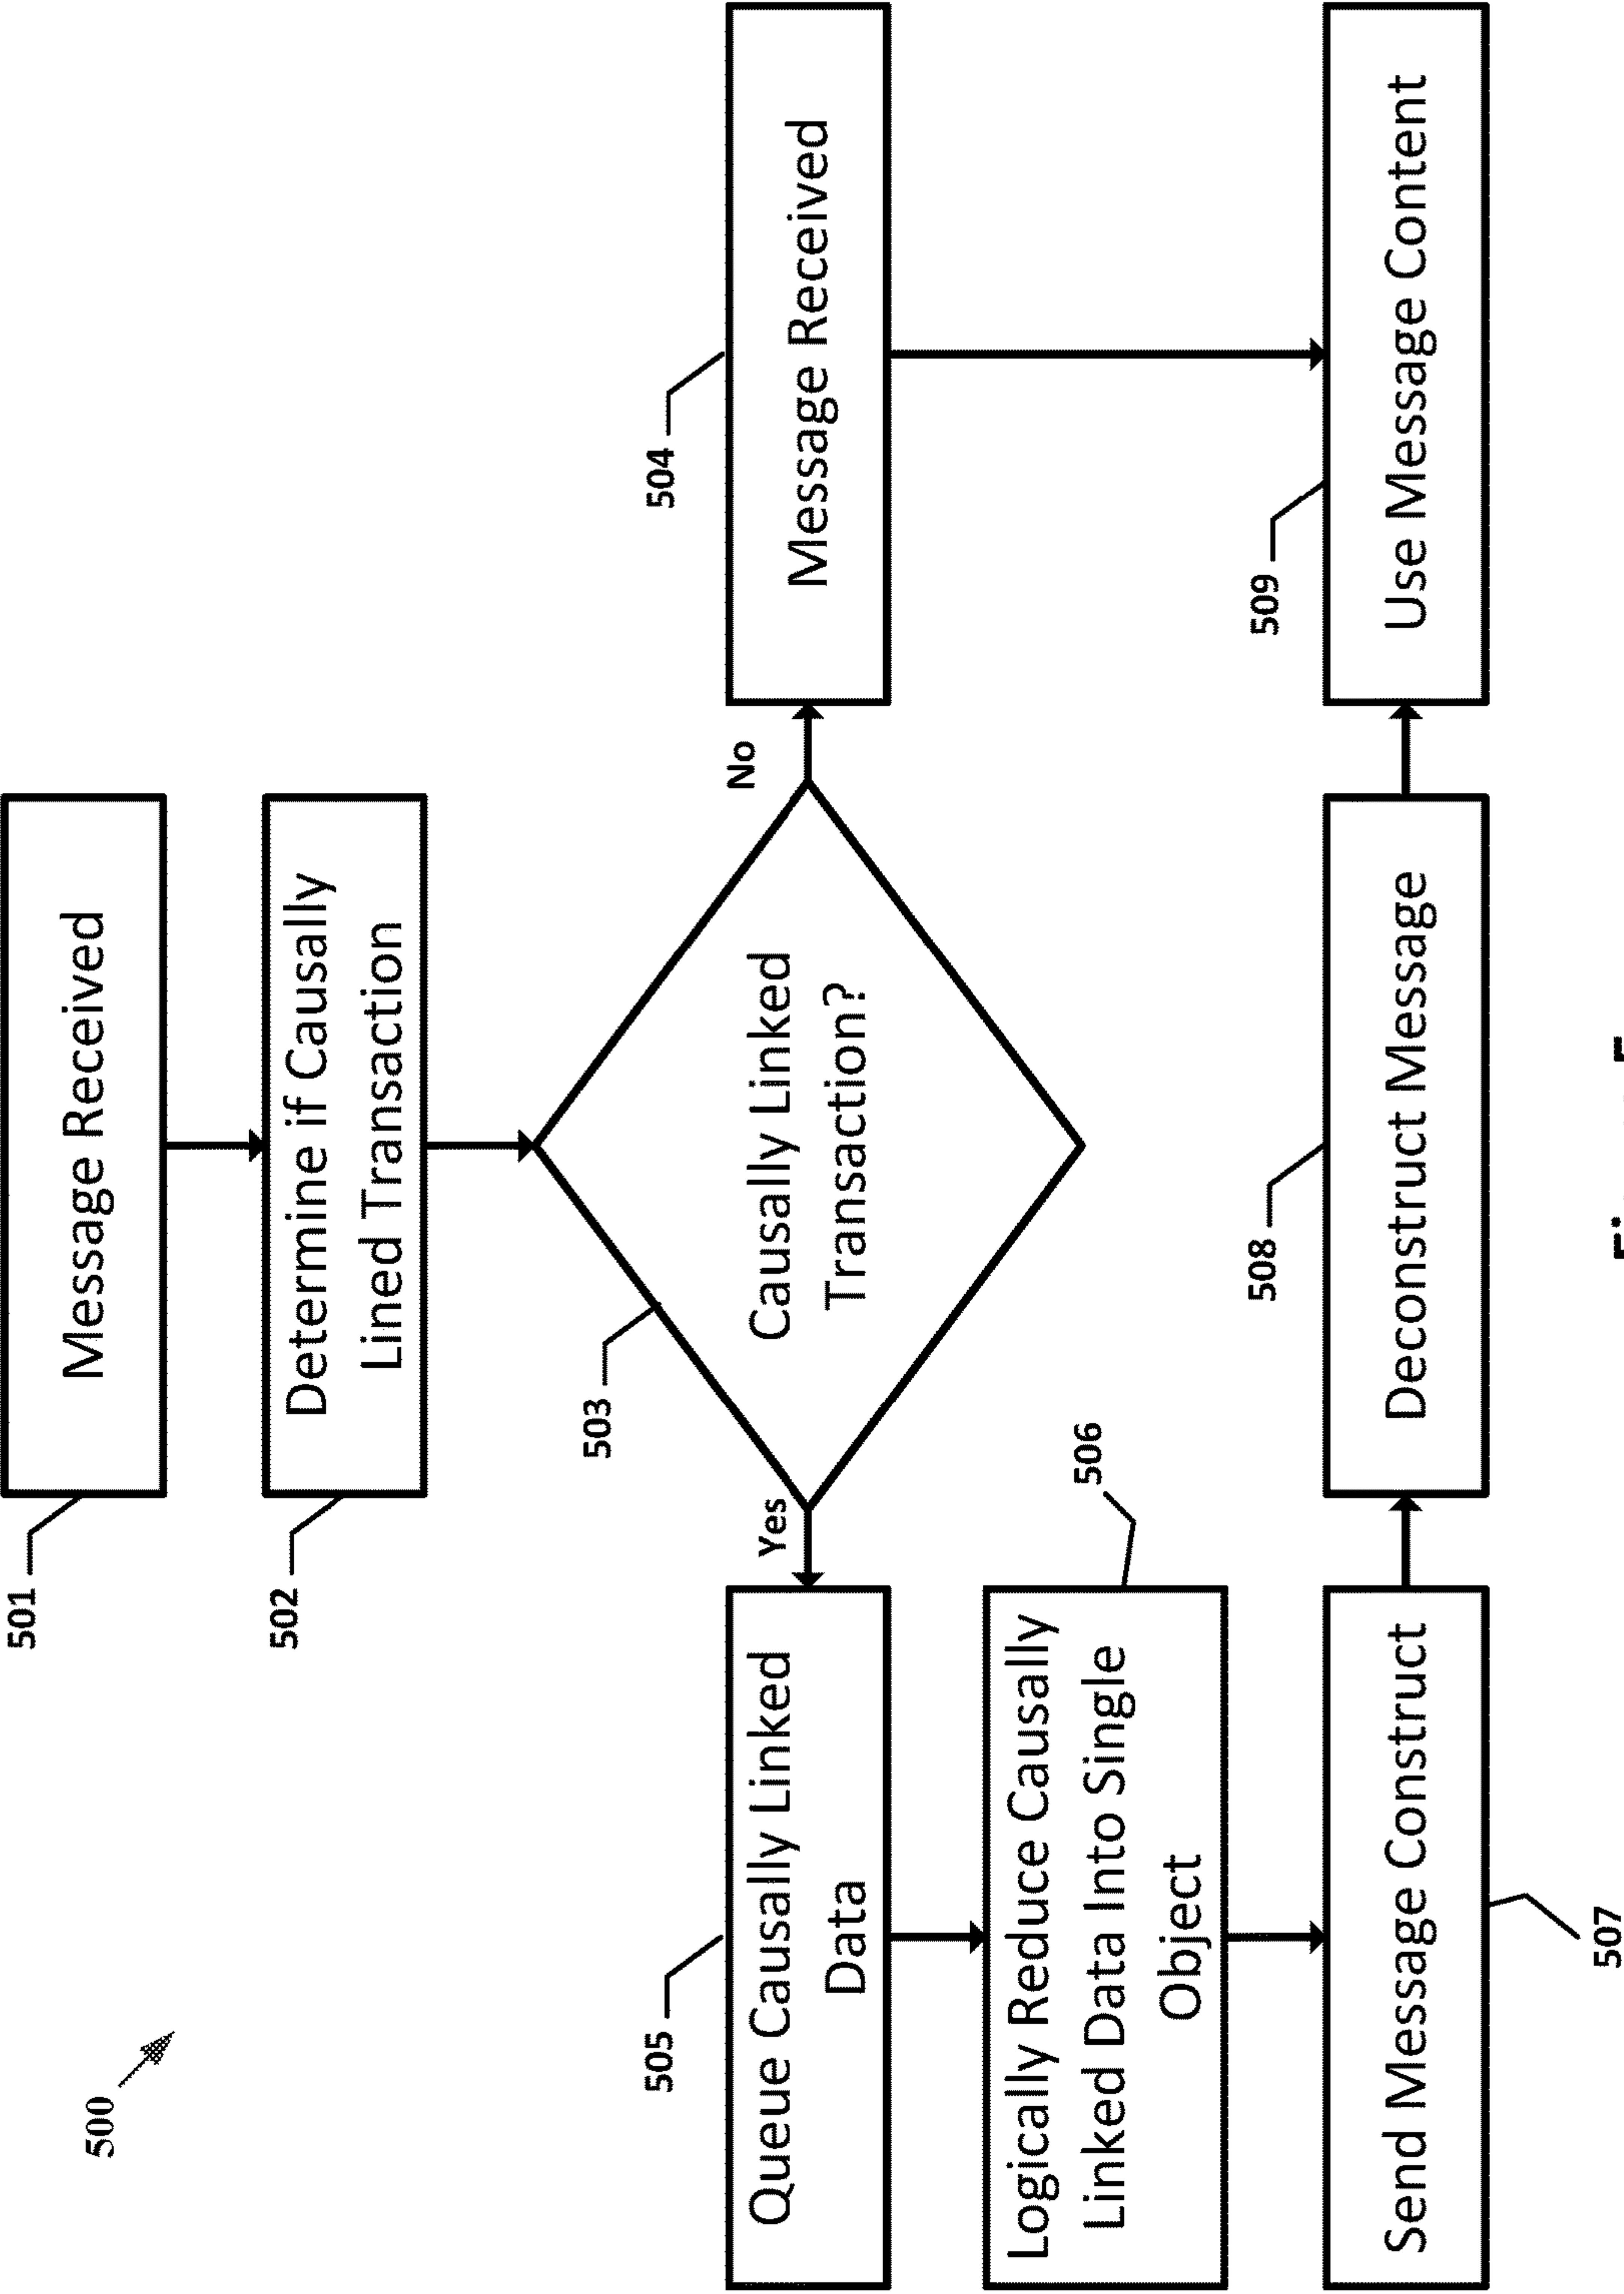 500
501
Message Received
502
Determine if Causally
Lined Transaction
503
Causally Linked
Transaction?
Yes
No
504
Message Received
505
Queue Causally Linked
Data
506
Logically Reduce Causally
Linked Data Into Single
Object
507
Send Message Construct
508
Deconstruct Message
509
Use Message Content